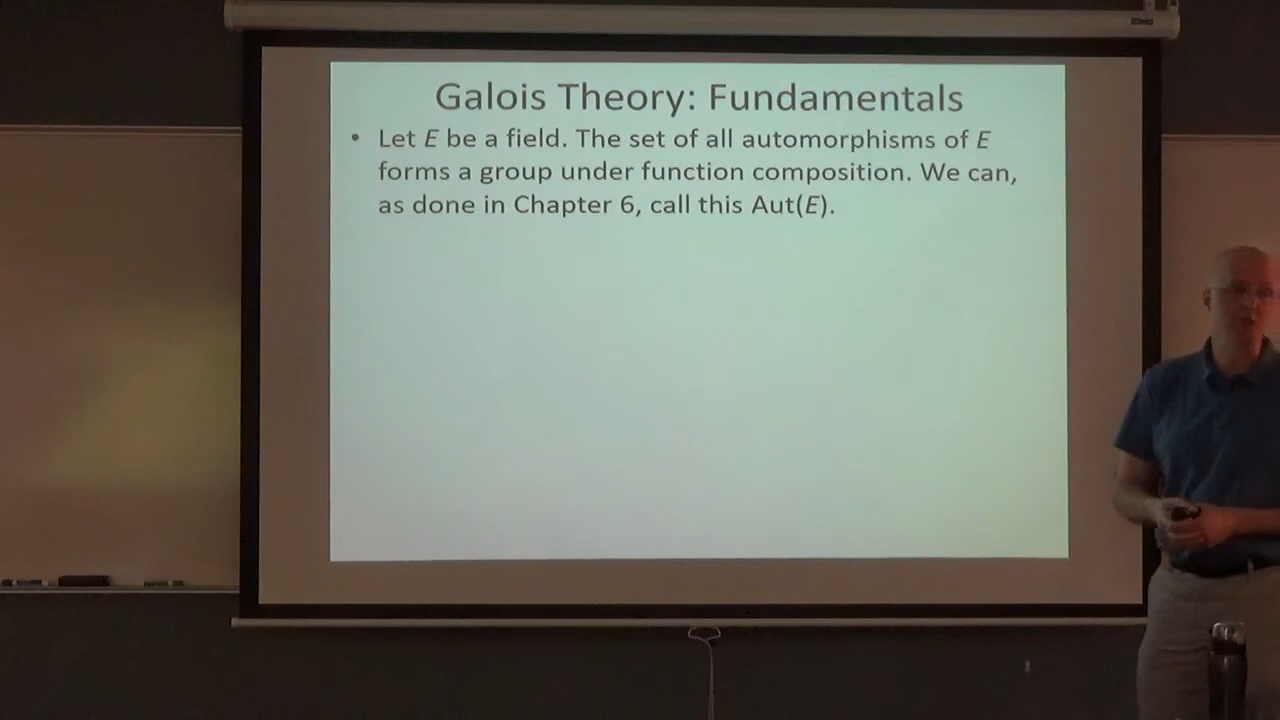 Galois Theory: Fundamentals
• Let E be a field. The set of all automorphisms of E
forms a group under function composition. We can,
as done in Chapter 6, call this Aut(E).